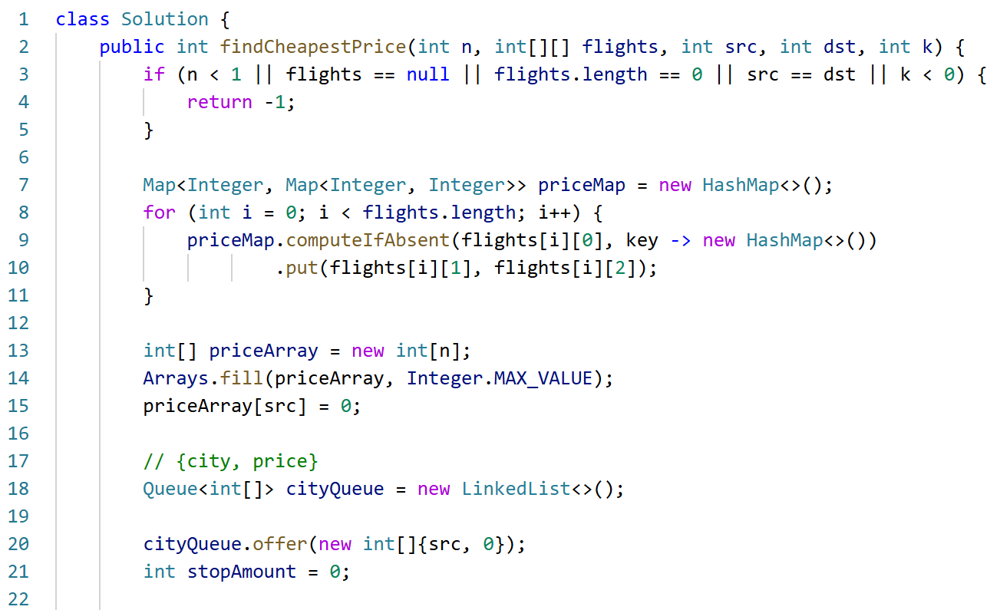 1 class Solution {
2     public int findCheapestPrice(int n, int[][] flights, int src, int dst, int k) {
3         if (n < 1 || flights == null || flights.length == 0 || src == dst || k < 0) {
4             return -1;
5         }
6
7         Map<Integer, Map<Integer, Integer>> priceMap = new HashMap<>();
8         for (int i = 0; i < flights.length; i++) {
9             priceMap.computeIfAbsent(flights[i][0], key -> new HashMap<>())
10                     .put(flights[i][1], flights[i][2]);
11         }
12
13         int[] priceArray = new int[n];
14         Arrays.fill(priceArray, Integer.MAX_VALUE);
15         priceArray[src] = 0;
16
17         // {city, price}
18         Queue<int[]> cityQueue = new LinkedList<>();
19
20         cityQueue.offer(new int[]{src, 0});
21         int stopAmount = 0;
22